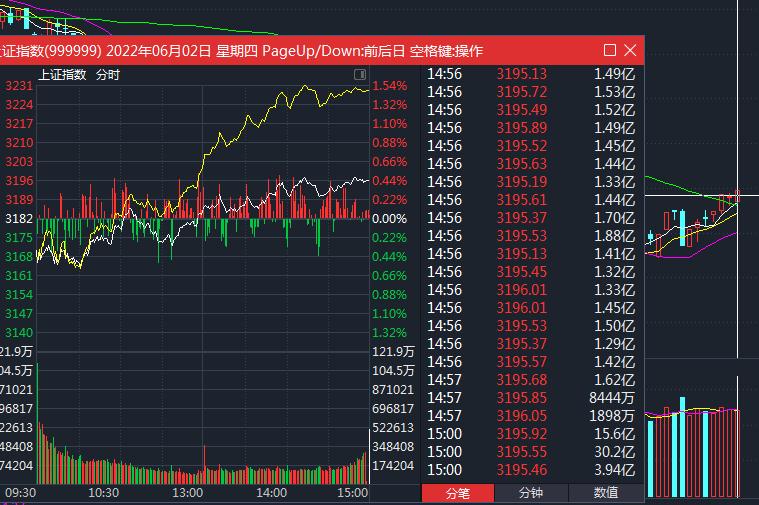 上证指数(999999) 2022年06月02日 星期四 PageUp/Down:前后日 空格键:操作
上证指数 分时
3231 1.54%
3224 1.32%
3217 1.10%
3210 0.88%
3203 0.66%
3196 0.44%
3189 0.22%
3182 0.00%
3175 0.22%
3168 0.44%
3161 0.66%
3154 0.88%
3147 1.10%
3140 1.32%
121.9万 121.9万
104.5万 104.5万
871021 871021
696817 696817
522613 522613
348408 348408
174204 174204
09:30 10:30 13:00 14:00 15:00
14:56 3195.13 1.49亿
14:56 3195.72 1.53亿
14:56 3195.49 1.52亿
14:56 3195.89 1.49亿
14:56 3195.52 1.45亿
14:56 3195.63 1.44亿
14:56 3195.19 1.33亿
14:56 3195.61 1.44亿
14:56 3195.37 1.70亿
14:56 3195.51 1.88亿
14:56 3195.13 1.41亿
14:56 3195.45 1.32亿
14:56 3196.01 1.33亿
14:56 3196.01 1.45亿
14:56 3195.53 1.50亿
14:56 3195.37 1.29亿
14:56 3195.57 1.42亿
14:57 3195.68 1.62亿
14:57 3195.85 8444万
14:57 3196.05 1898万
15:00 3195.92 15.6亿
15:00 3195.55 30.2亿
15:00 3195.46 3.94亿
分笔 分钟 数值